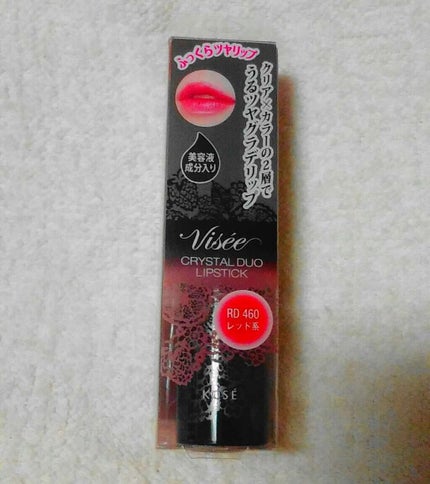 ふっくらツヤリップ
クリア×カラーの2層で
うるツヤグラデリップ
美容液
成分入り
Visée
CRYSTAL DUO
LIPSTICK
RD 460
レッド系
KOSÉ